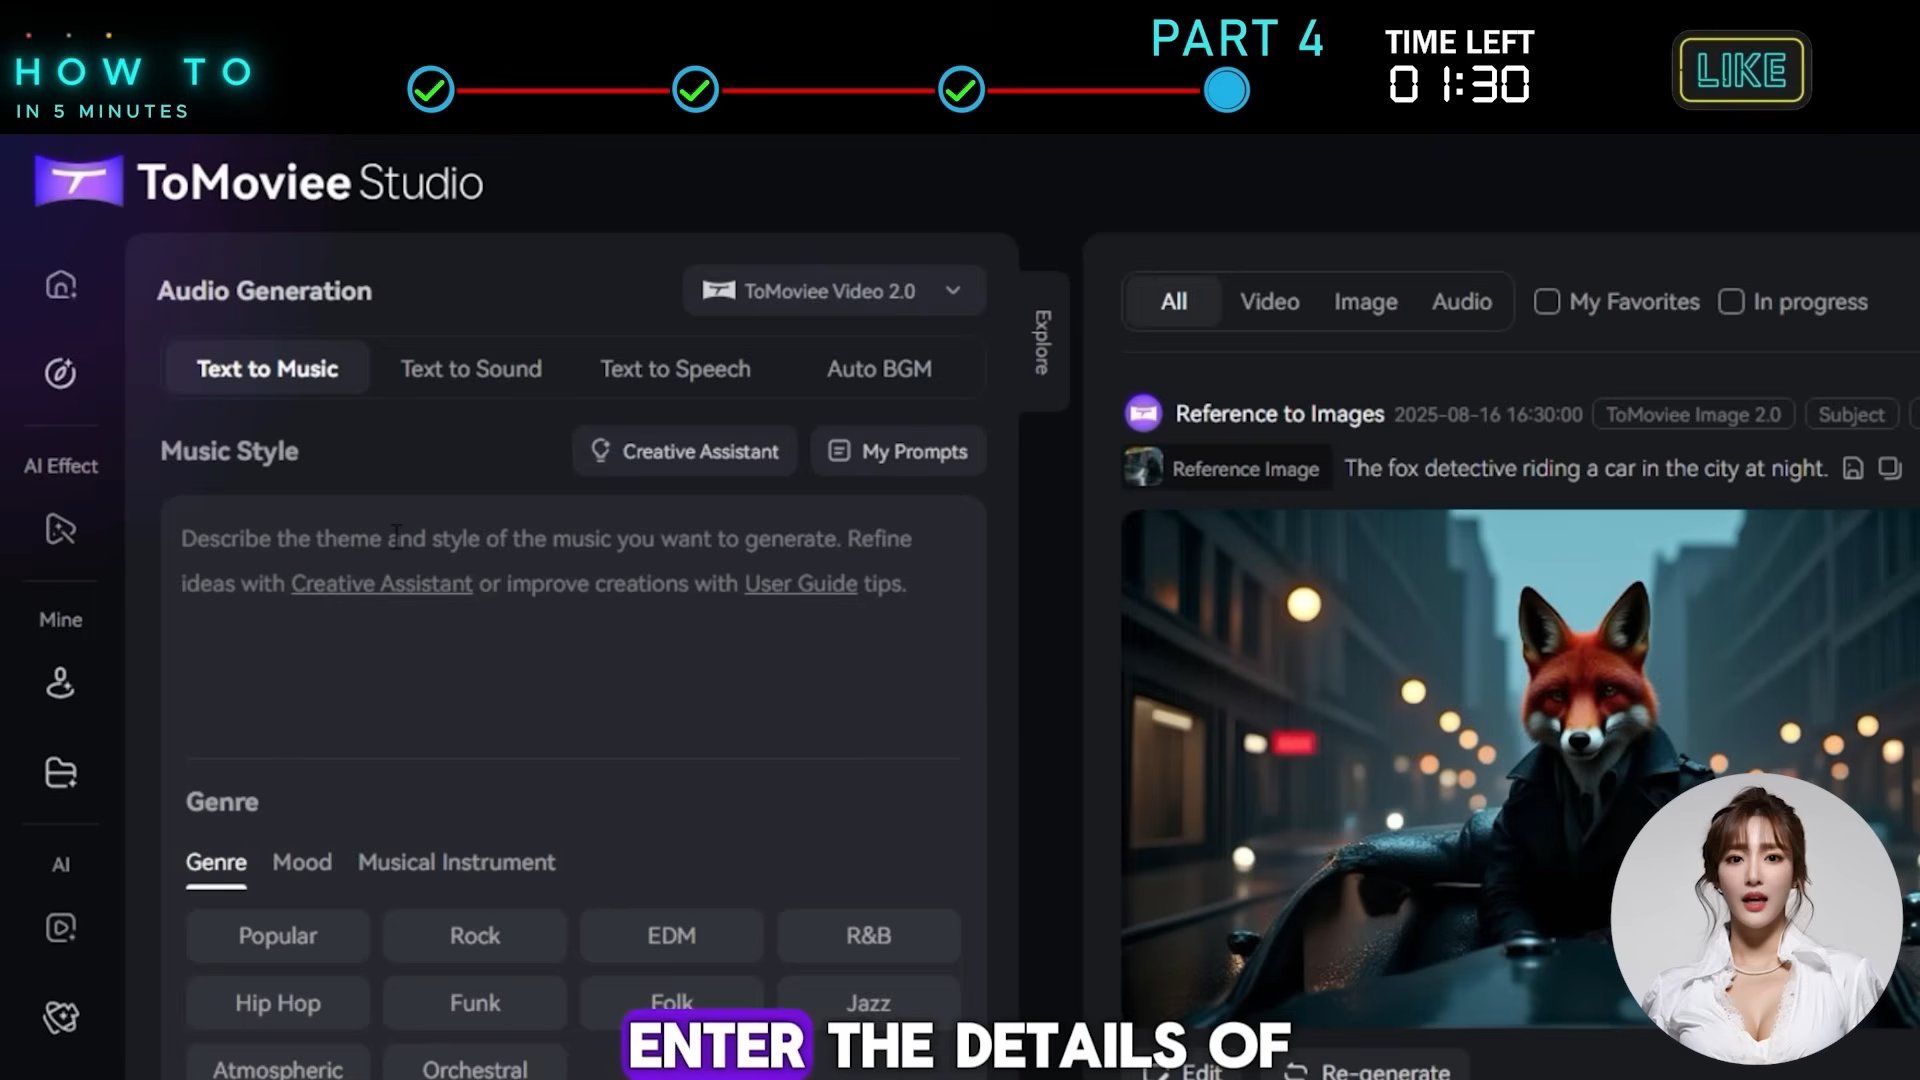 HOW TO
IN 5 MINUTES
PART 4
TIME LEFT
01:30
LIKE
ToMoviee Studio
Audio Generation
ToMoviee Video 2.0
Text to Music
Text to Sound
Text to Speech
Auto BGM
Music Style
Creative Assistant
My Prompts
Describe the theme and style of the music you want to generate. Refine
ideas with Creative Assistant or improve creations with User Guide tips.
Genre
Genre
Mood
Musical Instrument
Popular
Rock
EDM
R&B
Hip Hop
Funk
Folk
Jazz
Atmospheric
Orchestral
AI Effect
Mine
AI
Explore
All
Video
Image
Audio
My Favorites
In progress
Reference to Images
2025-08-16 16:30:00
ToMoviee Image 2.0
Subject
Reference Image
The fox detective riding a car in the city at night.
Edit
Re-generate
ENTER THE DETAILS OF